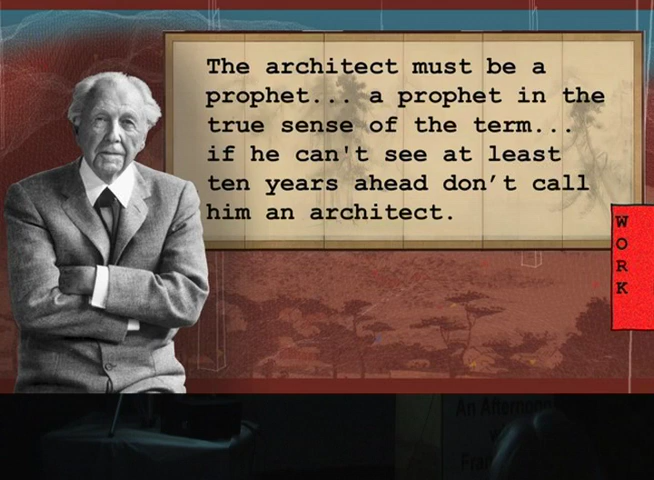 The architect must be a
prophet... a prophet in the
true sense of the term...
if he can't see at least
ten years ahead don’t call
him an architect.
WORK
An Afternoon